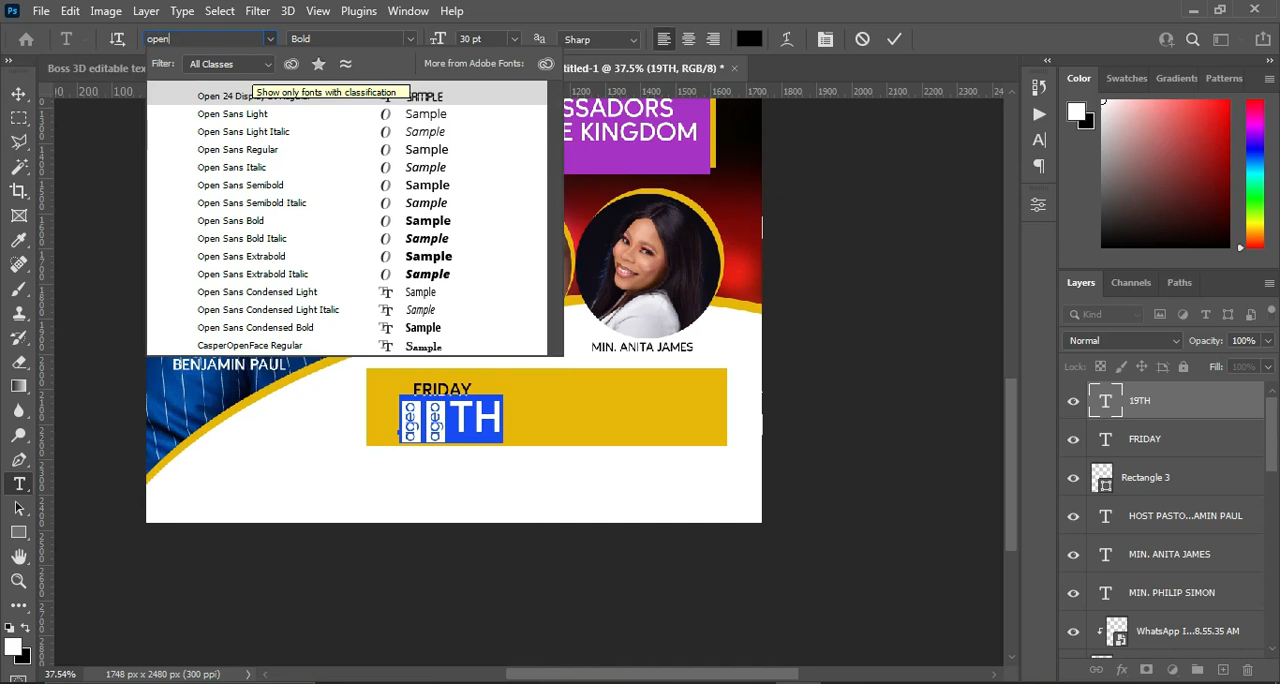 Ps File Edit Image Layer Type Select Filter 3D View Plugins Window Help
open Bold 30 pt Sharp
Filter: All Classes More from Adobe Fonts:
Show only fonts with classification
Boss 3D editable tex
titled-1 @ 37.5% (19TH, RGB/8) *
Open Sans Light Sample
Open Sans Light Italic Sample
Open Sans Regular Sample
Open Sans Italic Sample
Open Sans Semibold Sample
Open Sans Semibold Italic Sample
Open Sans Bold Sample
Open Sans Bold Italic Sample
Open Sans Extrabold Sample
Open Sans Extrabold Italic Sample
Open Sans Condensed Light Sample
Open Sans Condensed Light Italic Sample
Open Sans Condensed Bold Sample
CasperOpenFace Regular Sample
SSADORS
E KINGDOM
MIN. ANITA JAMES
BENJAMIN PAUL
FRIDAY
TH
Color Swatches Gradients Patterns
Layers Channels Paths
Kind
Normal Opacity: 100%
Lock: Fill: 100%
19TH
FRIDAY
Rectangle 3
HOST PASTO...AMIN PAUL
MIN. ANITA JAMES
MIN. PHILIP SIMON
WhatsApp I...8.55.35 AM
37.54% 1748 px x 2480 px (300 ppi)